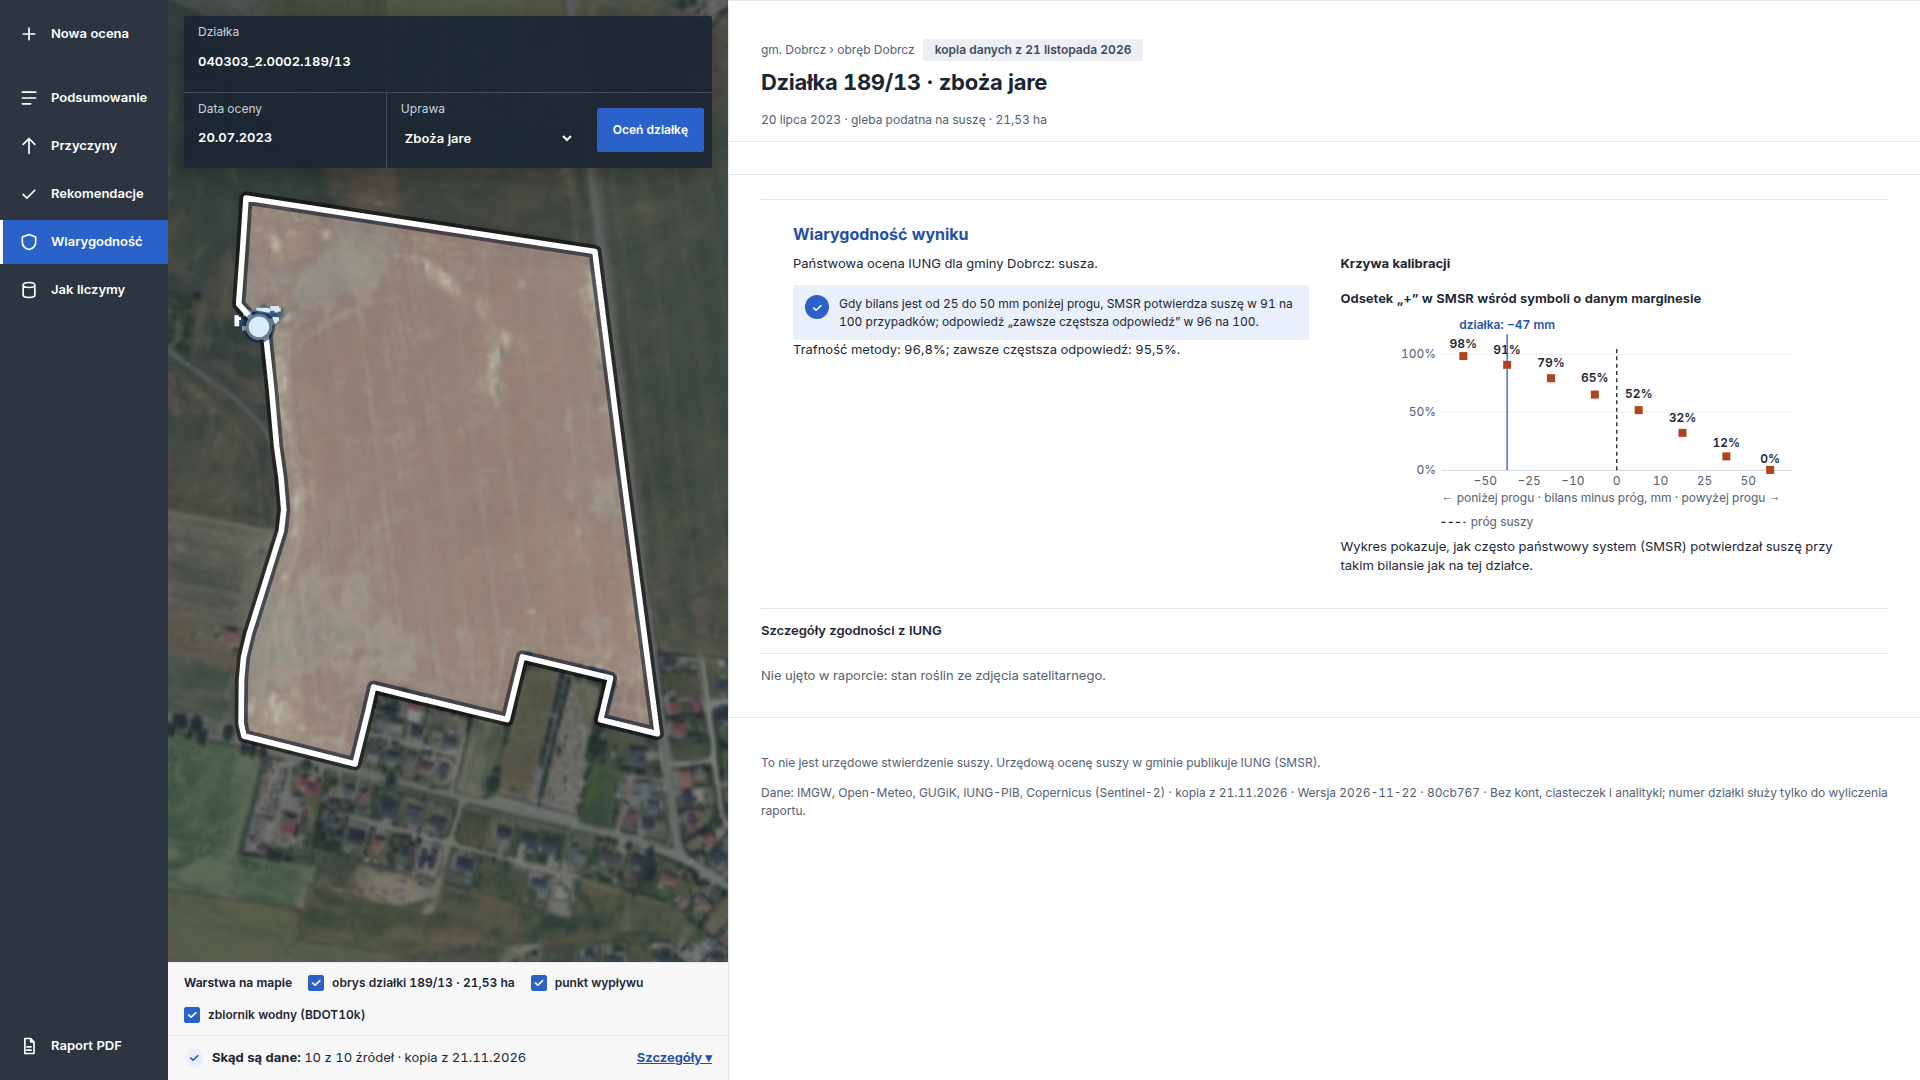 Nowa ocena
Podsumowanie
Przyczyny
Rekomendacje
Wiarygodność
Jak liczymy
Raport PDF
Działka
040303_2.0002.189/13
Data oceny
20.07.2023
Uprawa
Zboża jare
Oceń działkę
Warstwa na mapie
obrys działki 189/13 · 21,53 ha
punkt wypływu
zbiornik wodny (BDOT10k)
Skąd są dane: 10 z 10 źródeł · kopia z 21.11.2026
Szczegóły ▾
gm. Dobrcz › obręb Dobrcz
kopia danych z 21 listopada 2026
Działka 189/13 · zboża jare
20 lipca 2023 · gleba podatna na suszę · 21,53 ha
Wiarygodność wyniku
Państwowa ocena IUNG dla gminy Dobrcz: susza.
Gdy bilans jest od 25 do 50 mm poniżej progu, SMSR potwierdza suszę w 91 na
100 przypadków; odpowiedź „zawsze częstsza odpowiedź” w 96 na 100.
Trafność metody: 96,8%; zawsze częstsza odpowiedź: 95,5%.
Krzywa kalibracji
Odsetek „+” w SMSR wśród symboli o danym marginesie
działka: −47 mm
98%
91%
79%
65%
52%
32%
12%
0%
100%
50%
0%
−50 −25 −10 0 10 25 50
← poniżej progu · bilans minus próg, mm · powyżej progu →
próg suszy
Wykres pokazuje, jak często państwowy system (SMSR) potwierdzał suszę przy
takim bilansie jak na tej działce.
Szczegóły zgodności z IUNG
Nie ujęto w raporcie: stan roślin ze zdjęcia satelitarnego.
To nie jest urzędowe stwierdzenie suszy. Urzędową ocenę suszy w gminie publikuje IUNG (SMSR).
Dane: IMGW, Open-Meteo, GUGiK, IUNG-PIB, Copernicus (Sentinel-2) · kopia z 21.11.2026 · Wersja 2026-11-22 · 80cb767 · Bez kont, ciasteczek i analityki; numer działki służy tylko do wyliczenia
raportu.